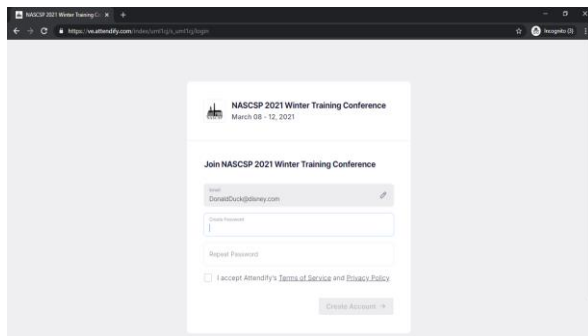 NASCSP 2021 Winter Training C
https://ve.attendify.com/index/uml1rg/s_uml1rg/login
Incognito (3)
NASCSP 2021 Winter Training Conference
March 08 - 12, 2021
Join NASCSP 2021 Winter Training Conference
Email
DonaldDuck@disney.com
Create Password
Repeat Password
I accept Attendify's Terms of Service and Privacy Policy
Create Account →